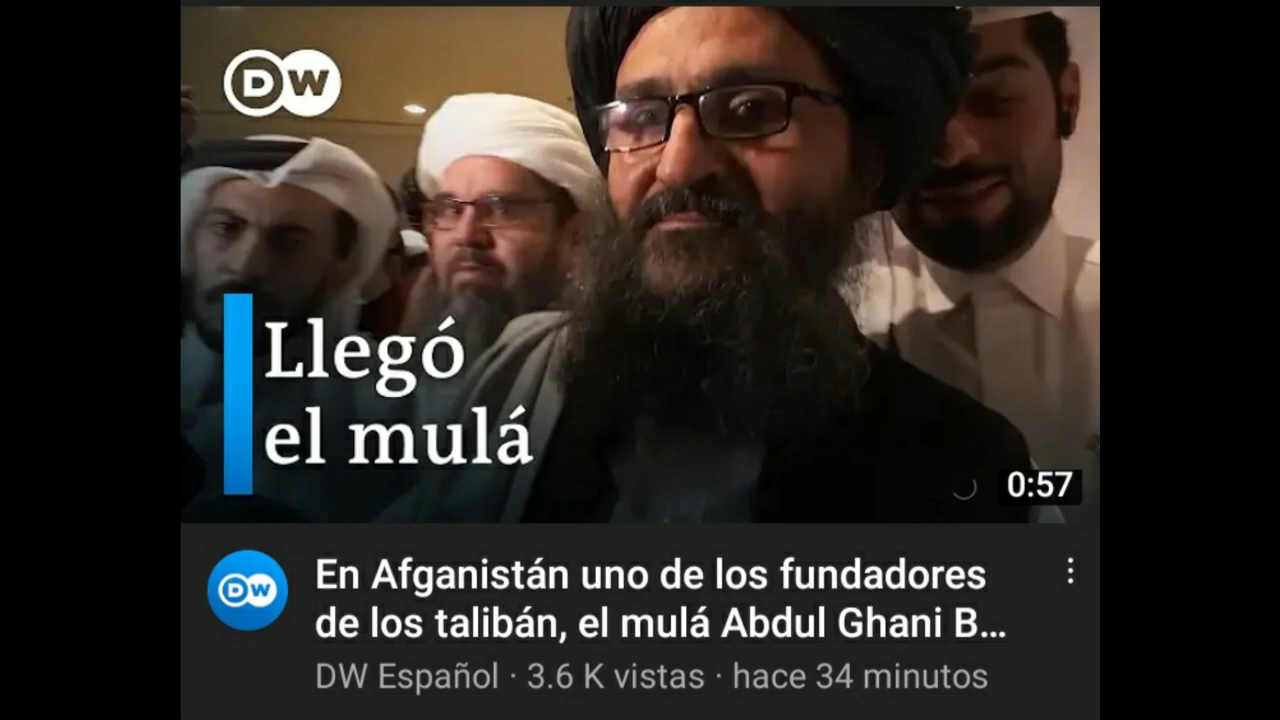 DW
Llegó
el mulá
0:57
DW
En Afganistán uno de los fundadores
de los talibán, el mulá Abdul Ghani B...
DW Español · 3.6 K vistas · hace 34 minutos